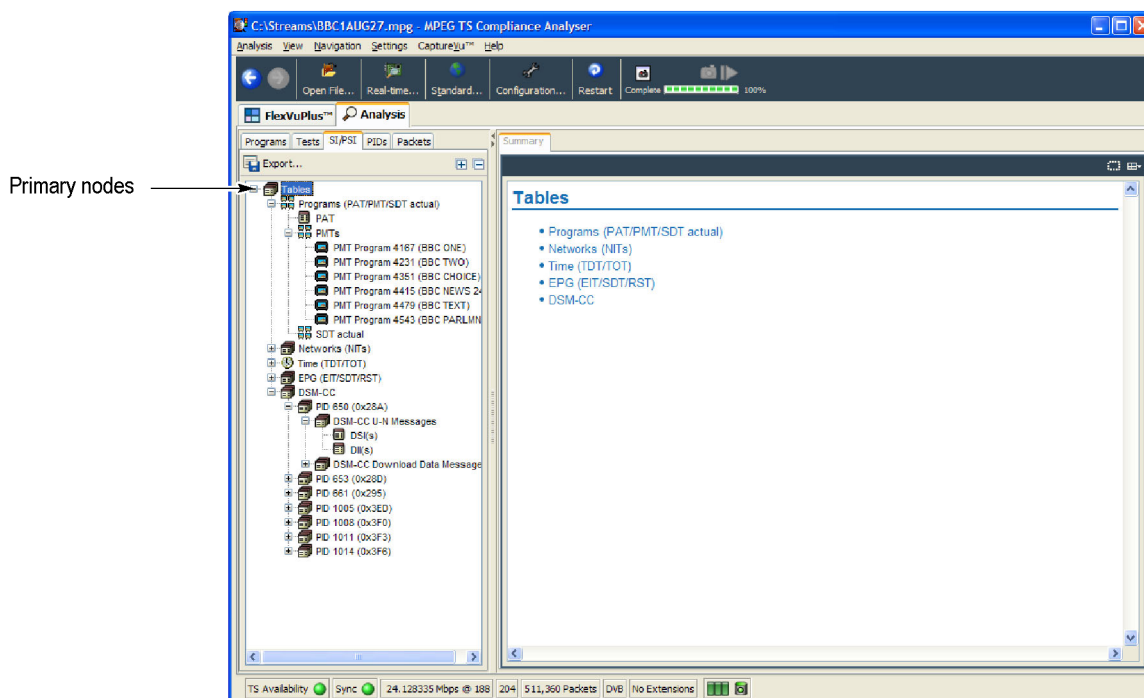 C:\Streams\BBC1AUG27.mpg - MPEG TS Compliance Analyser
Analysis View Navigation Settings CaptureVu™ Help
Open File... Real-time... Standard... Configuration... Restart Complete 100%
FlexVuPlus™ Analysis
Programs Tests SI/PSI PIDs Packets
Summary
Export...
Primary nodes
Tables
Programs (PAT/PMT/SDT actual)
PAT
PMTs
PMT Program 4167 (BBC ONE)
PMT Program 4231 (BBC TWO)
PMT Program 4351 (BBC CHOICE)
PMT Program 4415 (BBC NEWS 24
PMT Program 4479 (BBC TEXT)
PMT Program 4543 (BBC PARLMN
SDT actual
Networks (NITs)
Time (TDT/TOT)
EPG (EIT/SDT/RST)
DSM-CC
PID 650 (0x28A)
DSM-CC U-N Messages
DSI(s)
DII(s)
DSM-CC Download Data Message
PID 653 (0x28D)
PID 661 (0x295)
PID 1005 (0x3ED)
PID 1008 (0x3F0)
PID 1011 (0x3F3)
PID 1014 (0x3F6)
Tables
• Programs (PAT/PMT/SDT actual)
• Networks (NITs)
• Time (TDT/TOT)
• EPG (EIT/SDT/RST)
• DSM-CC
TS Availability Sync 24.128335 Mbps @ 188 204 511,360 Packets DVB No Extensions